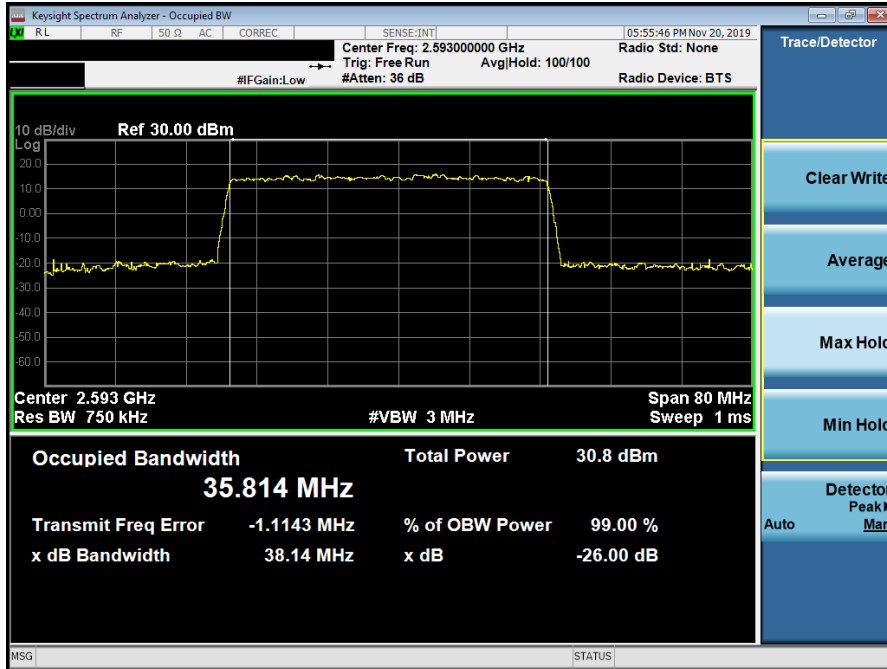 Keysight Spectrum Analyzer - Occupied BW
LXI RL RF 50 Ω AC CORREC SENSE:INT 05:55:46 PM Nov 20, 2019
Center Freq: 2.593000000 GHz Radio Std: None
Trig: Free Run Avg|Hold: 100/100
#IFGain:Low #Atten: 36 dB Radio Device: BTS
Trace/Detector
10 dB/div Ref 30.00 dBm
Log
20.0
10.0
0.00
-10.0
-20.0
-30.0
-40.0
-50.0
-60.0
Center 2.593 GHz Span 80 MHz
Res BW 750 kHz #VBW 3 MHz Sweep 1 ms
Occupied Bandwidth Total Power 30.8 dBm
35.814 MHz
Transmit Freq Error -1.1143 MHz % of OBW Power 99.00 %
x dB Bandwidth 38.14 MHz x dB -26.00 dB
Clear Write
Average
Max Hold
Min Hold
Detector
Peak
Auto Man
MSG STATUS